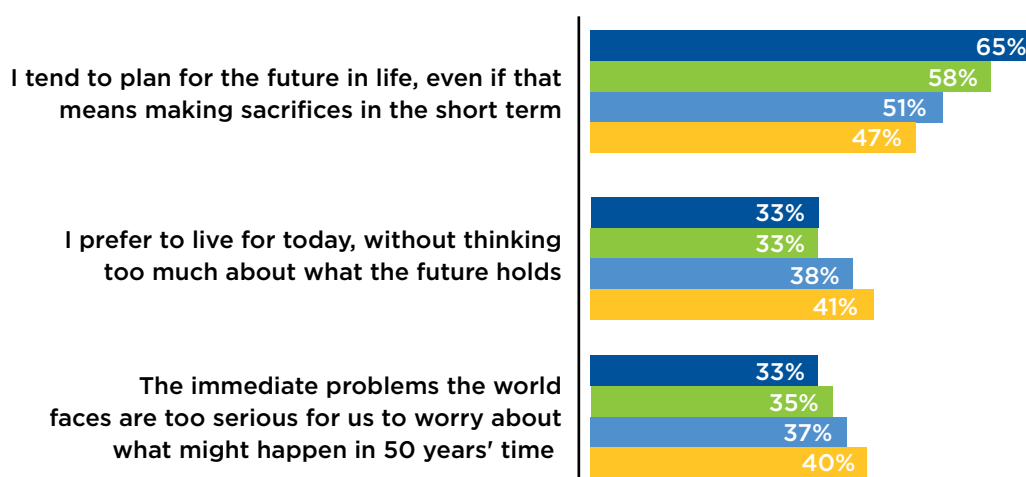 65%
I tend to plan for the future in life, even if that
58%
means making sacrifices in the short term
51%
47%
33%
I prefer to live for today, without thinking
33%
too much about what the future holds
38%
41%
33%
The immediate problems the world
35%
faces are too serious for us to worry about
37%
what might happen in 50 years' time
40%